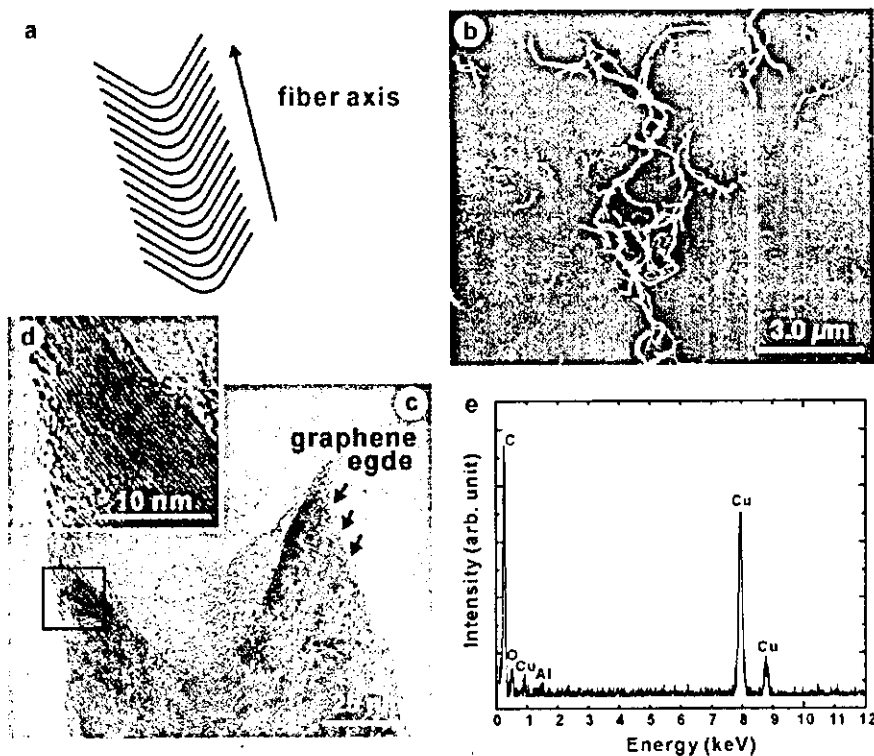 a
fiber axis
b
3.0 µm
d
10 nm
c
graphene
egde
e
Intensity (arb. unit)
C
O
Cu
Al
Cu
Cu
0 1 2 3 4 5 6 7 8 9 10 11 12
Energy (keV)